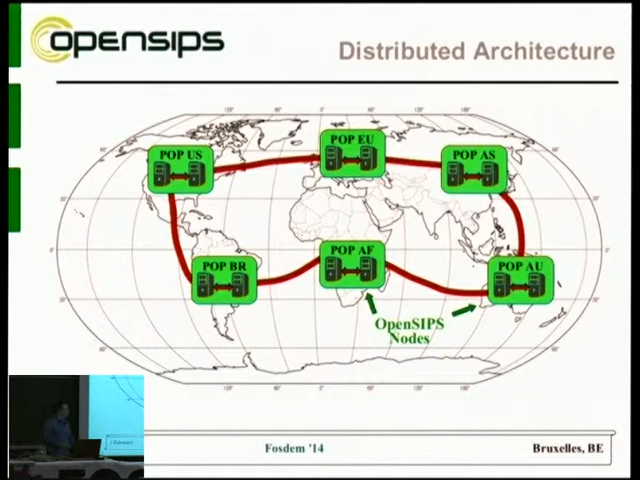 OPENSIPS
Distributed Architecture
POP EU
POP US
POP AS
POP AF
POP BR
POP AU
OpenSIPS
Nodes
Fosdem '14
Bruxelles, BE